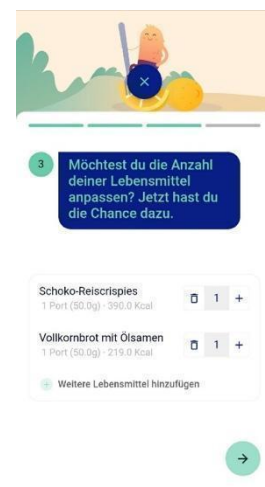 3
Möchtest du die Anzahl
deiner Lebensmittel
anpassen? Jetzt hast du
die Chance dazu.
Schoko-Reiscrispies
1 Port (50.0g) - 390.0 Kcal
1 +
Vollkornbrot mit Ölsamen
1 Port (50.0g) - 219.0 Kcal
1 +
+ Weitere Lebensmittel hinzufügen